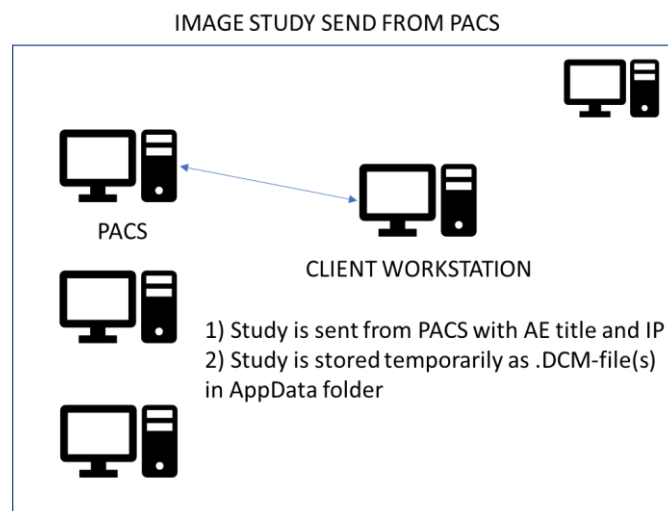 IMAGE STUDY SEND FROM PACS
PACS
CLIENT WORKSTATION
1) Study is sent from PACS with AE title and IP
2) Study is stored temporarily as .DCM-file(s)
in AppData folder